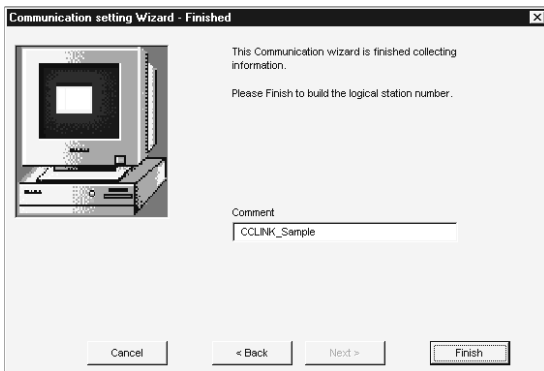 Communication setting Wizard - Finished
This Communication wizard is finished collecting
information.
Please Finish to build the logical station number.
Comment
CCLINK_Sample
Cancel
< Back
Next >
Finish